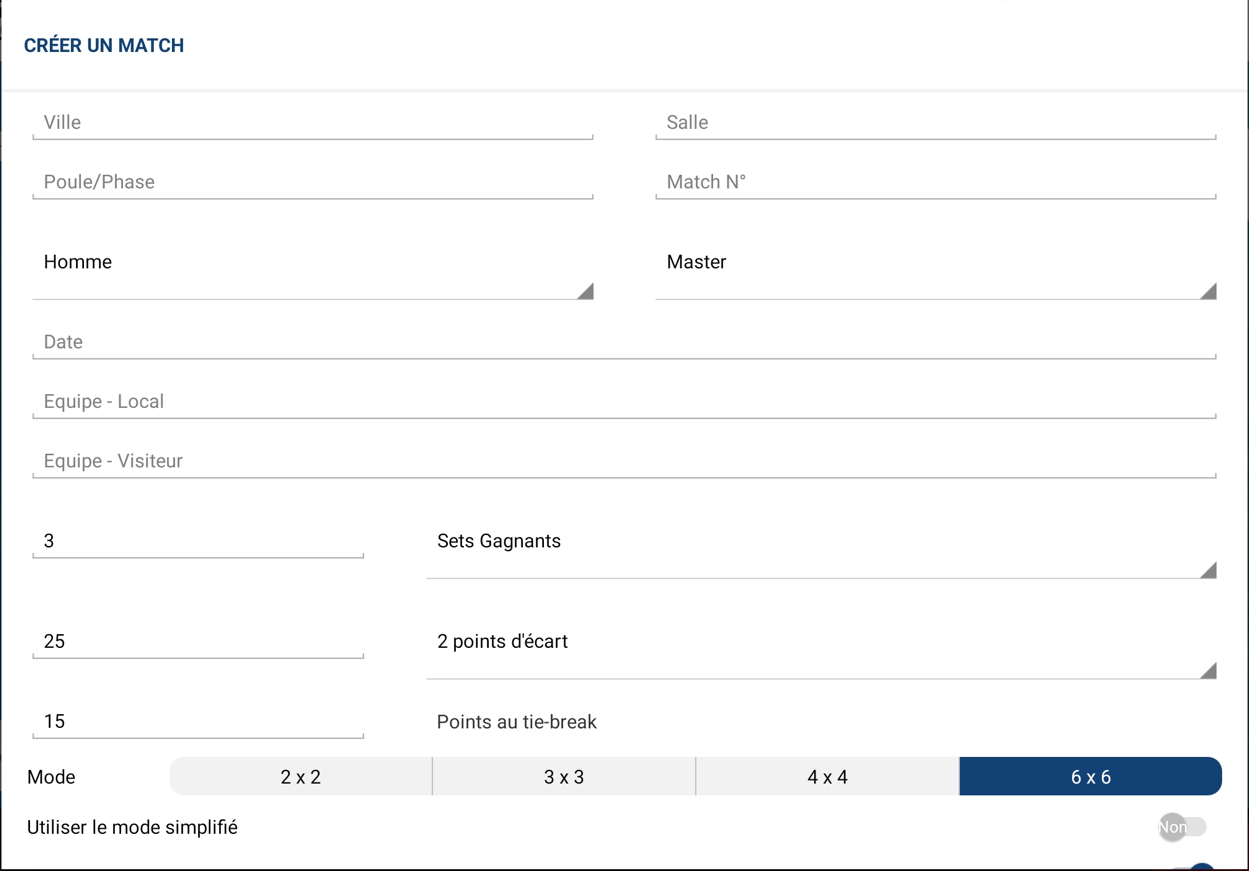 CRÉER UN MATCH
Ville
Salle
Poule/Phase
Match N°
Homme
Master
Date
Equipe - Local
Equipe - Visiteur
3
Sets Gagnants
25
2 points d'écart
15
Points au tie-break
Mode
2 x 2
3 x 3
4 x 4
6 x 6
Utiliser le mode simplifié
Non